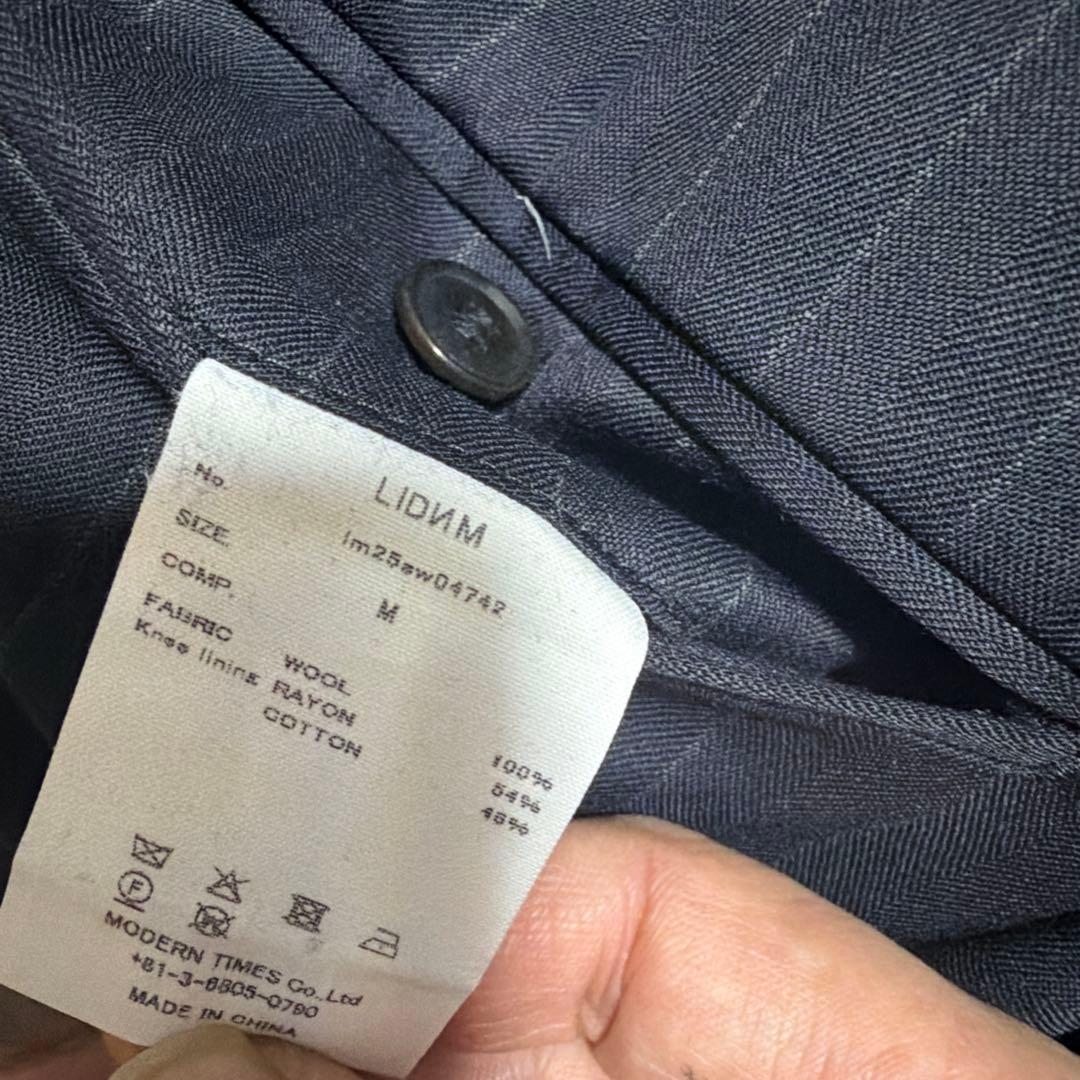 LIDИM
No. lm25aw04742
SIZE M
COMP.
FABRIC WOOL 100%
Knee lining RAYON 54%
COTTON 46%
MODERN TIMES Co.,Ltd
+81-3-6805-0790
MADE IN CHINA